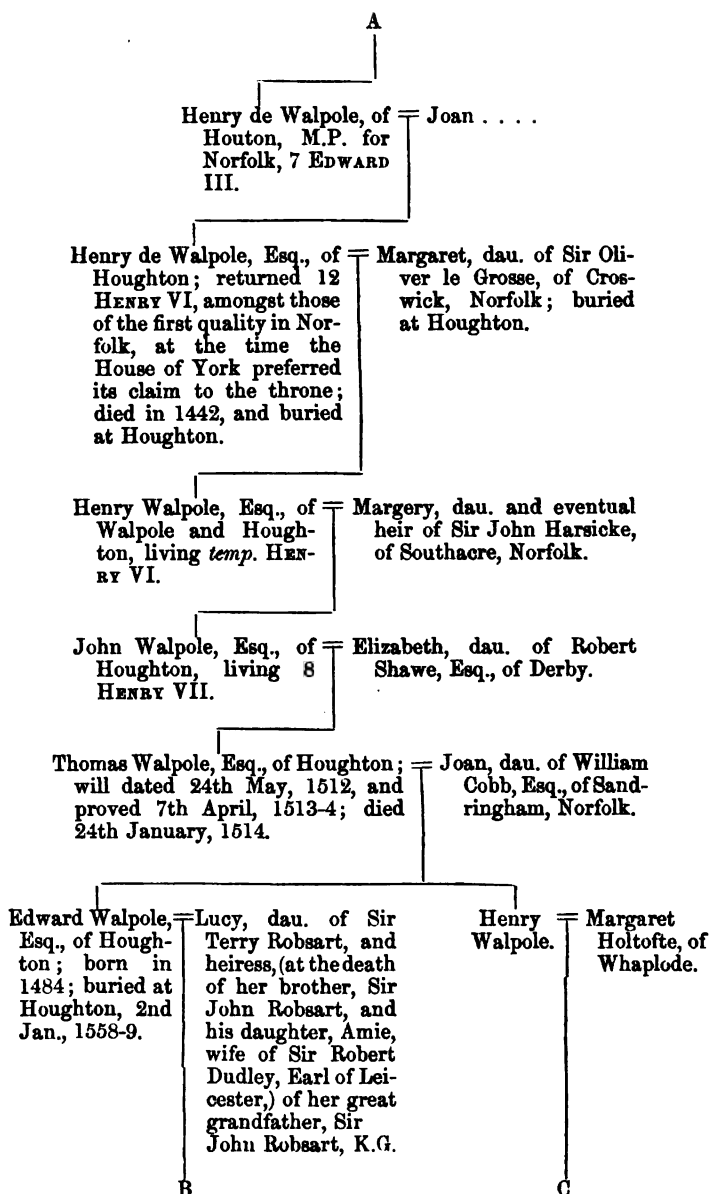 A
Henry de Walpole, of = Joan . . . .
Houton, M.P. for
Norfolk, 7 EDWARD
III.
Henry de Walpole, Esq., of
Houghton; returned 12
HENRY VI, amongst those
of the first quality in Nor-
folk, at the time the
House of York preferred
its claim to the throne;
died in 1442, and buried
at Houghton.
= Margaret, dau. of Sir Oli-
ver le Grosse, of Cros-
wick, Norfolk; buried
at Houghton.
Henry Walpole, Esq., of
Walpole and Hough-
ton, living temp. HEN-
RY VI.
= Margery, dau. and eventual
heir of Sir John Harsicke,
of Southacre, Norfolk.
John Walpole, Esq., of
Houghton, living 8
HENRY VII.
= Elizabeth, dau. of Robert
Shawe, Esq., of Derby.
Thomas Walpole, Esq., of Houghton;
will dated 24th May, 1512, and
proved 7th April, 1513-4; died
24th January, 1514.
= Joan, dau. of William
Cobb, Esq., of Sand-
ringham, Norfolk.
Edward Walpole,
Esq., of Hough-
ton; born in
1484; buried at
Houghton, 2nd
Jan., 1558-9.
= Lucy, dau. of Sir
Terry Robsart, and
heiress, (at the death
of her brother, Sir
John Robsart, and
his daughter, Amie,
wife of Sir Robert
Dudley, Earl of Lei-
cester,) of her great
grandfather, Sir
John Robsart, K.G.
Henry
Walpole.
= Margaret
Holtofte, of
Whaplode.
B
C